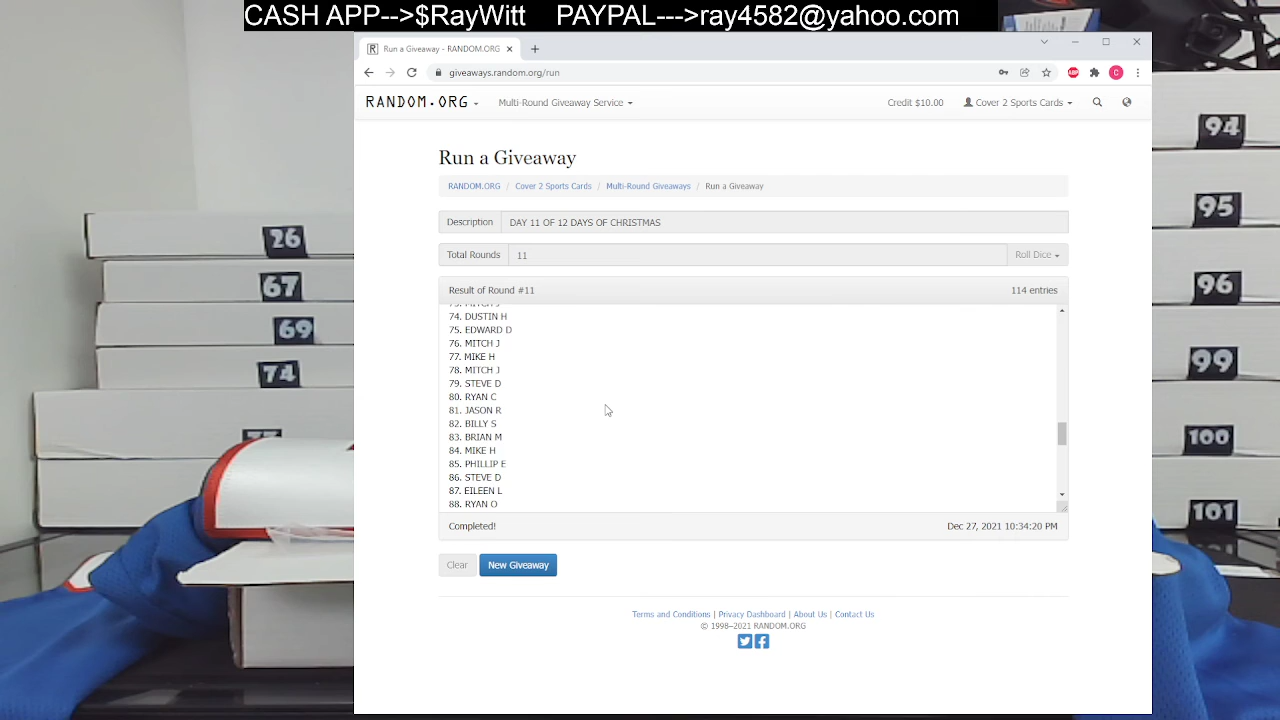 CASH APP-->$RayWitt PAYPAL--->ray4582@yahoo.com
Run a Giveaway - RANDOM.ORG
giveaways.random.org/run
ABP
C
RANDOM.ORG Multi-Round Giveaway Service Credit $10.00 Cover 2 Sports Cards
Run a Giveaway
RANDOM.ORG / Cover 2 Sports Cards / Multi-Round Giveaways / Run a Giveaway
Description DAY 11 OF 12 DAYS OF CHRISTMAS
Total Rounds 11 Roll Dice
Result of Round #11 114 entries
74. DUSTIN H
75. EDWARD D
76. MITCH J
77. MIKE H
78. MITCH J
79. STEVE D
80. RYAN C
81. JASON R
82. BILLY S
83. BRIAN M
84. MIKE H
85. PHILLIP E
86. STEVE D
87. EILEEN L
88. RYAN O
Completed! Dec 27, 2021 10:34:20 PM
Clear New Giveaway
Terms and Conditions | Privacy Dashboard | About Us | Contact Us
© 1998–2021 RANDOM.ORG
26
67
69
74
94
95
96
99
100
101